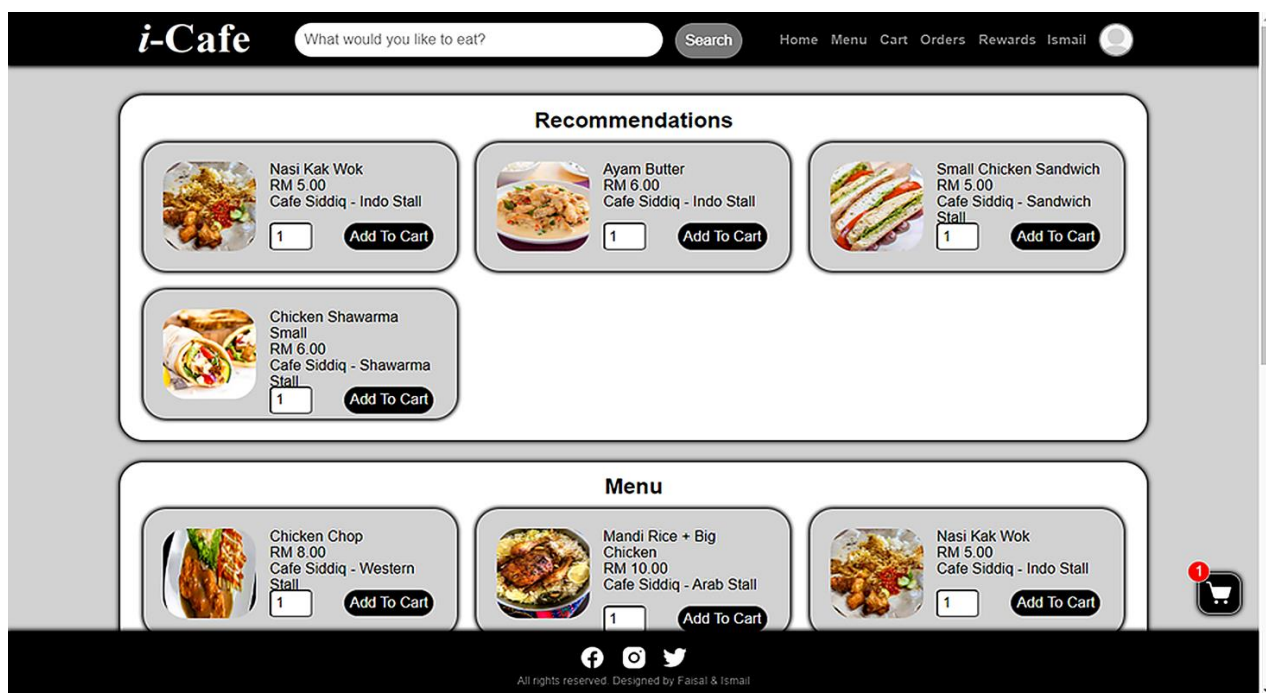 i-Cafe
What would you like to eat?
Search
Home Menu Cart Orders Rewards Ismail
Recommendations
Nasi Kak Wok
RM 5.00
Cafe Siddiq - Indo Stall
1
Add To Cart
Ayam Butter
RM 6.00
Cafe Siddiq - Indo Stall
1
Add To Cart
Small Chicken Sandwich
RM 5.00
Cafe Siddiq - Sandwich
Stall
1
Add To Cart
Chicken Shawarma
Small
RM 6.00
Cafe Siddiq - Shawarma
Stall
1
Add To Cart
Menu
Chicken Chop
RM 8.00
Cafe Siddiq - Western
Stall
1
Add To Cart
Mandi Rice + Big
Chicken
RM 10.00
Cafe Siddiq - Arab Stall
1
Add To Cart
Nasi Kak Wok
RM 5.00
Cafe Siddiq - Indo Stall
1
Add To Cart
1
All rights reserved. Designed by Faisal & Ismail